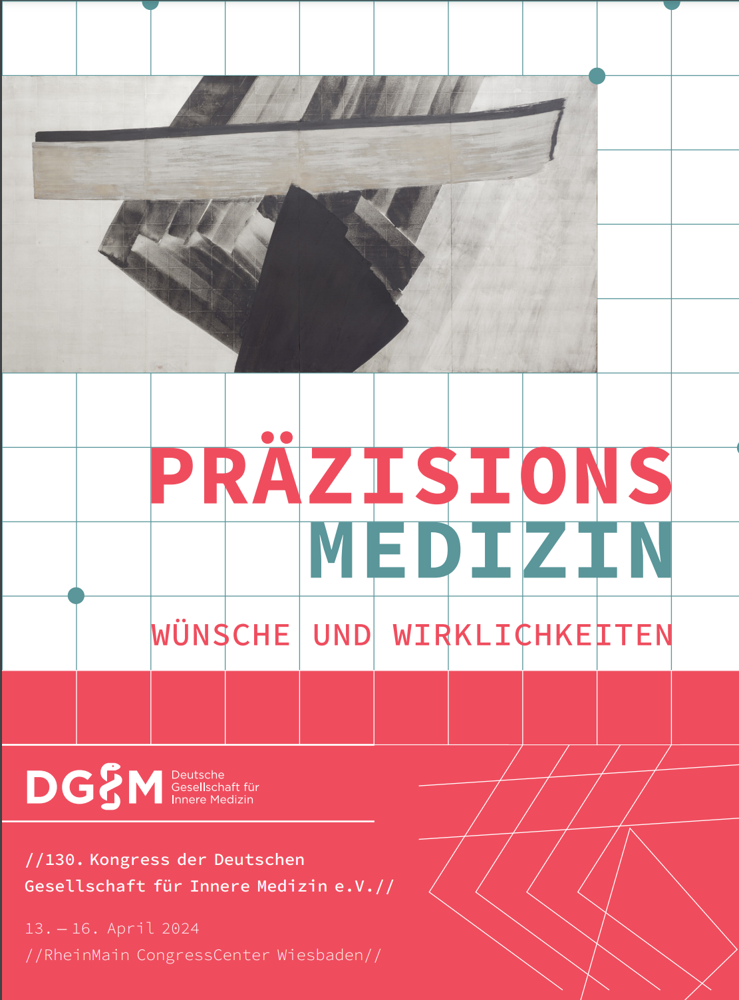 PRÄZISIONS
MEDIZIN
WÜNSCHE UND WIRKLICHKEITEN
DGIM
Deutsche
Gesellschaft für
Innere Medizin
//130. Kongress der Deutschen
Gesellschaft für Innere Medizin e.V.//
13. – 16. April 2024
//RheinMain CongressCenter Wiesbaden//